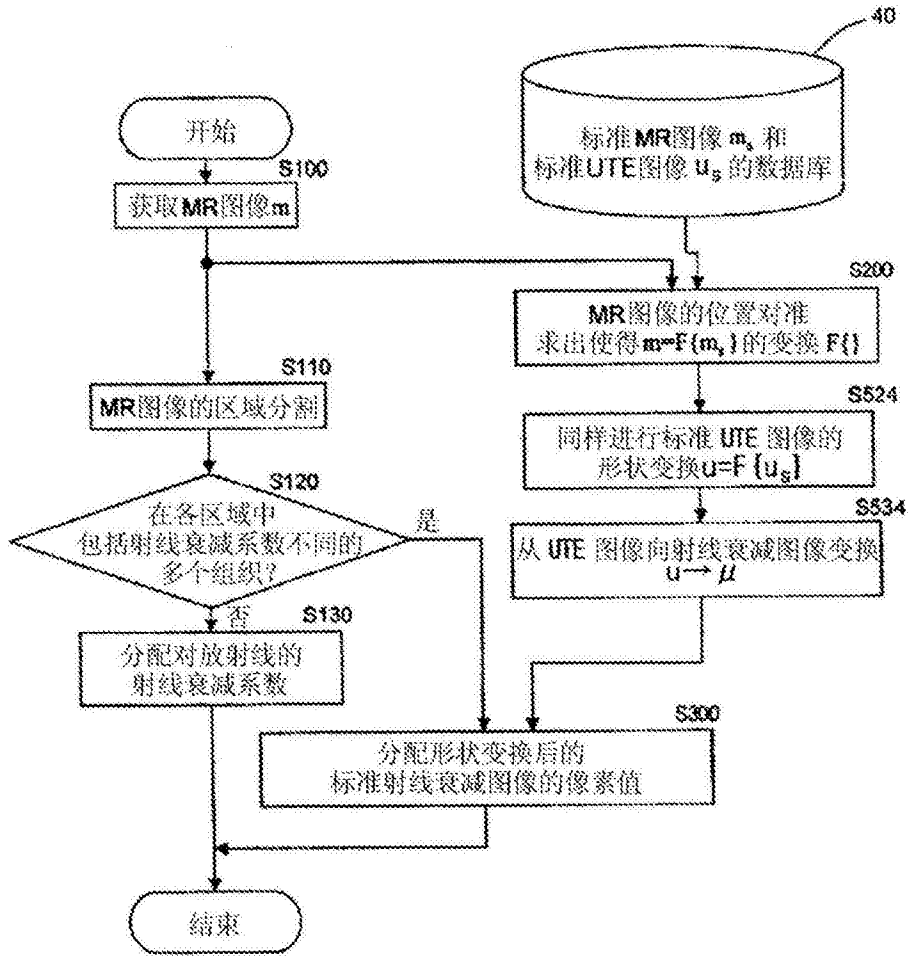 40
开始
标准MR图像 ms 和
标准UTE图像 us 的数据库
S100
获取MR图像m
S200
MR图像的位置对准
求出使得m=F{ms}的变换 F{}
S110
MR图像的区域分割
S524
同样进行标准 UTE 图像的
形状变换u=F{us}
S120
在各区域中
包括射线衰减系数不同的
多个组织?
是
S534
从 UTE 图像向射线衰减图像变换
u→μ
否
S130
分配对放射线的
射线衰减系数
S300
分配形状变换后的
标准射线衰减图像的像素值
结束